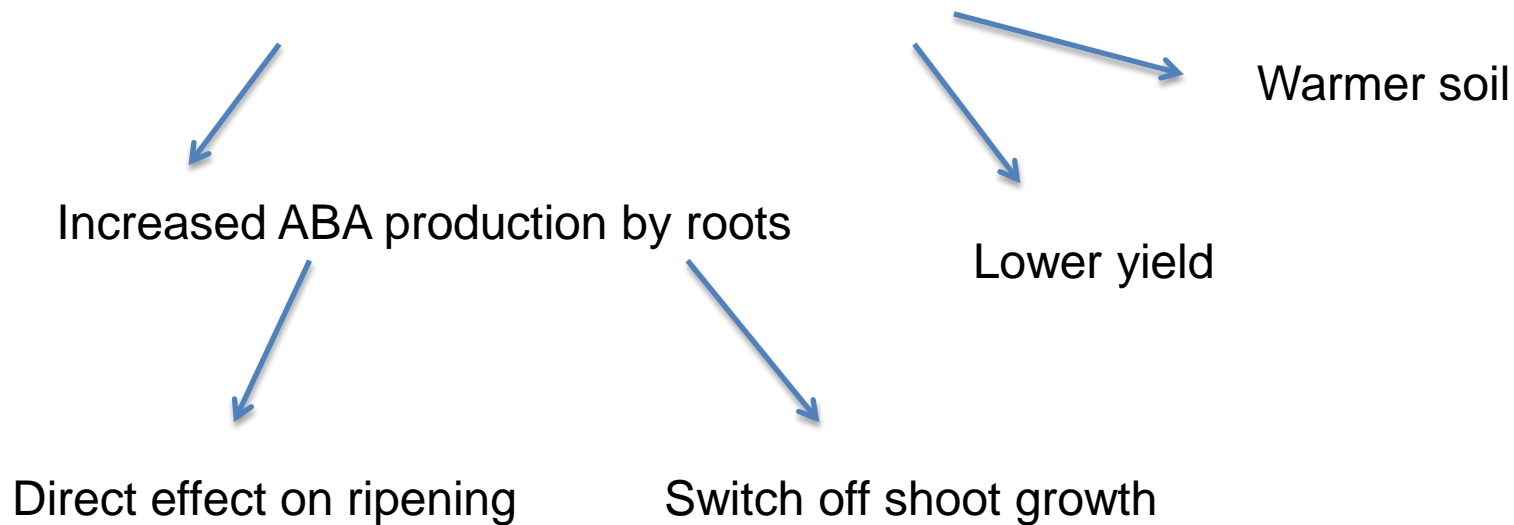 Warmer soil
Increased ABA production by roots
Lower yield
Direct effect on ripening
Switch off shoot growth